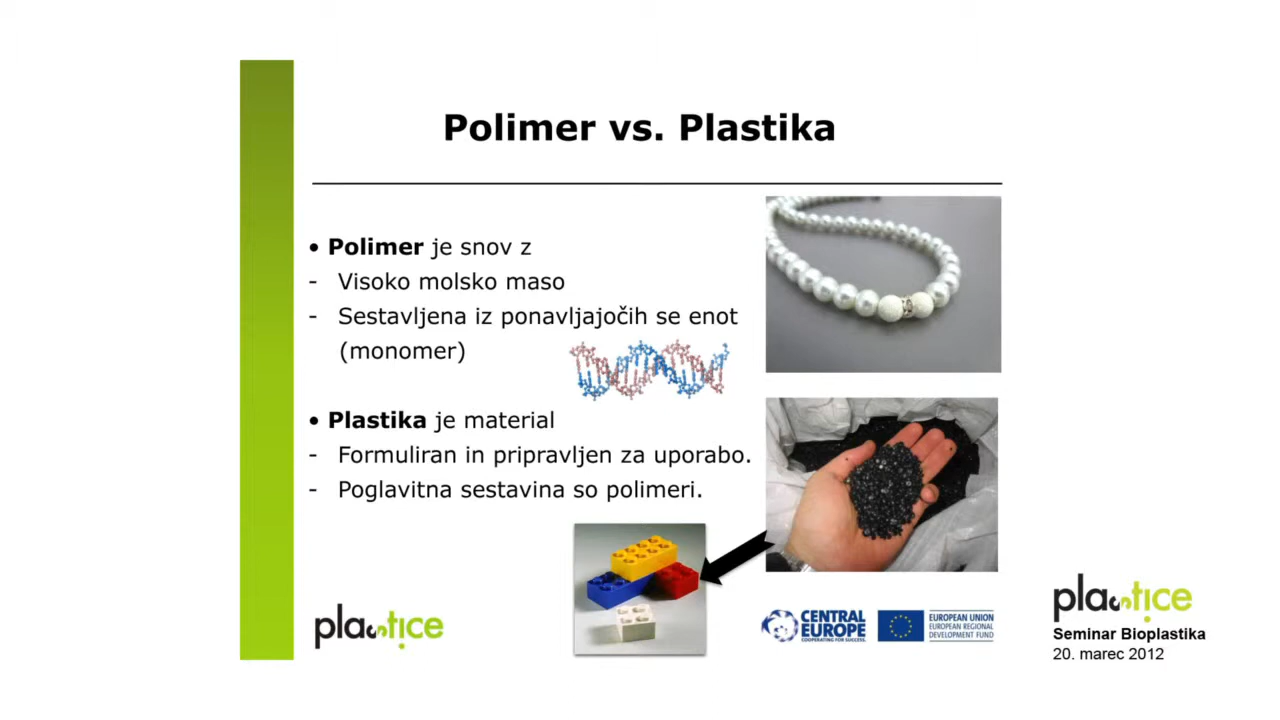 Polimer vs. Plastika
• Polimer je snov z
- Visoko molsko maso
- Sestavljena iz ponavljajočih se enot
(monomer)
• Plastika je material
- Formuliran in pripravljen za uporabo.
- Poglavitna sestavina so polimeri.
plastice
CENTRAL
EUROPE
COOPERATING FOR SUCCESS.
EUROPEAN UNION
EUROPEAN REGIONAL
DEVELOPMENT FUND
plastice
Seminar Bioplastika
20. marec 2012